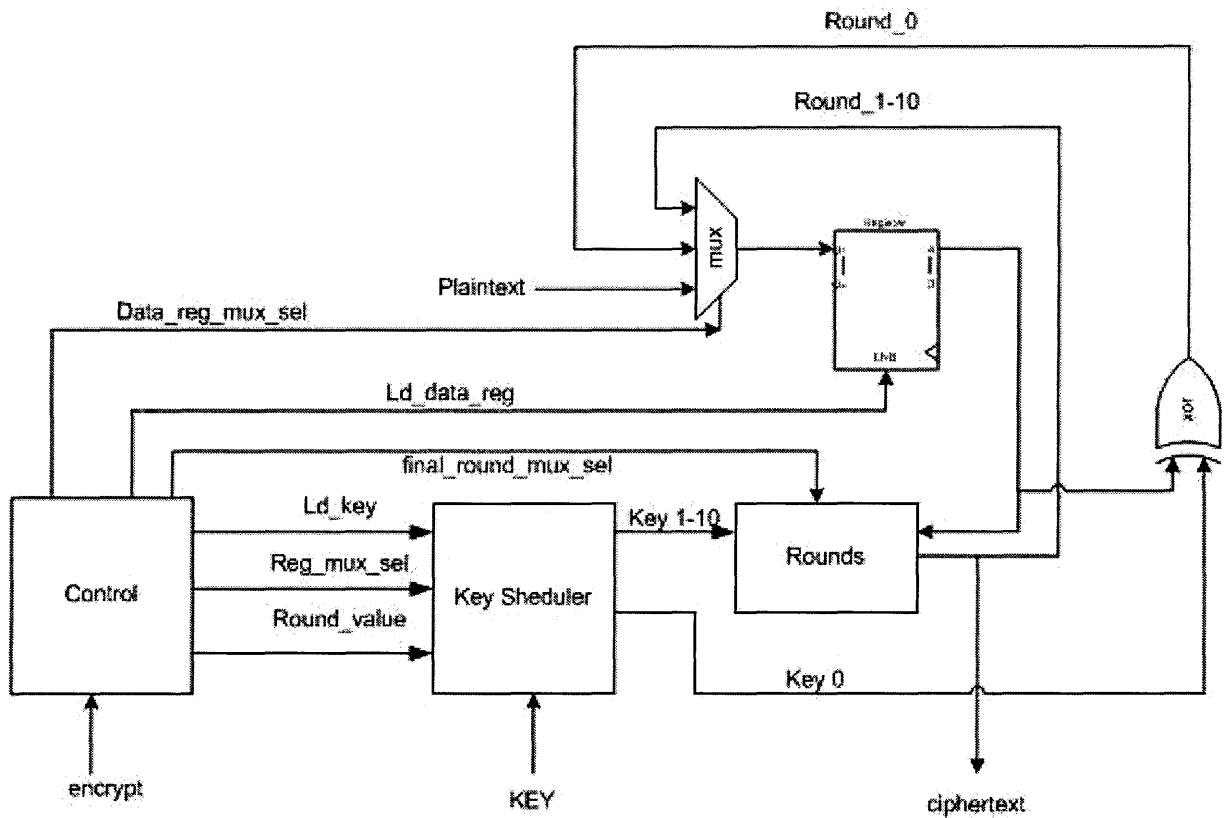 Round_0
Round_1-10
mux
Plaintext
Data_reg_mux_sel
Ld_data_reg
xor
final_round_mux_sel
Ld_key
Key 1-10
Reg_mux_sel
Rounds
Control
Key Sheduler
Round_value
Key 0
encrypt
KEY
ciphertext